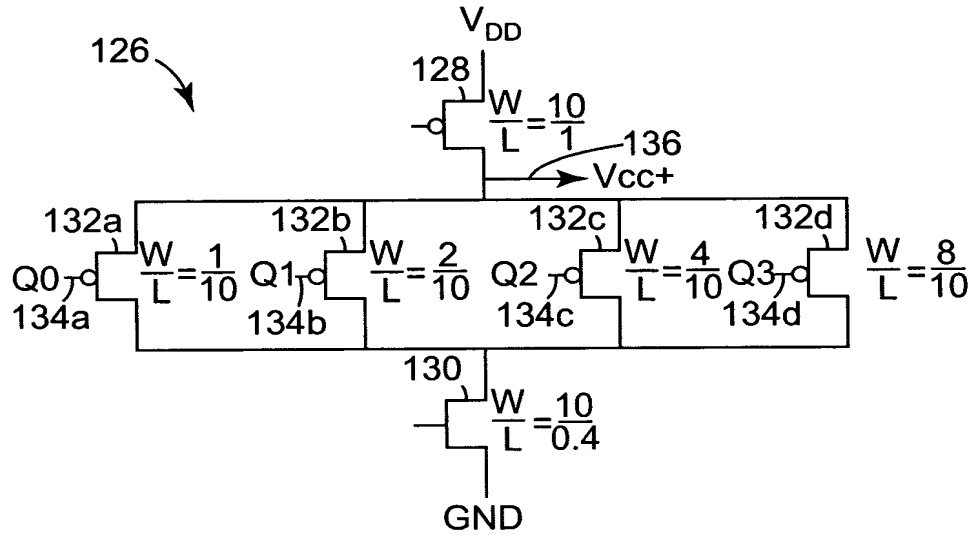 V_DD
126
128
W/L = 10/1
136
Vcc+
132a
132b
132c
132d
Q0
W/L = 1/10
Q1
W/L = 2/10
Q2
W/L = 4/10
Q3
W/L = 8/10
134a
134b
134c
134d
130
W/L = 10/0.4
GND